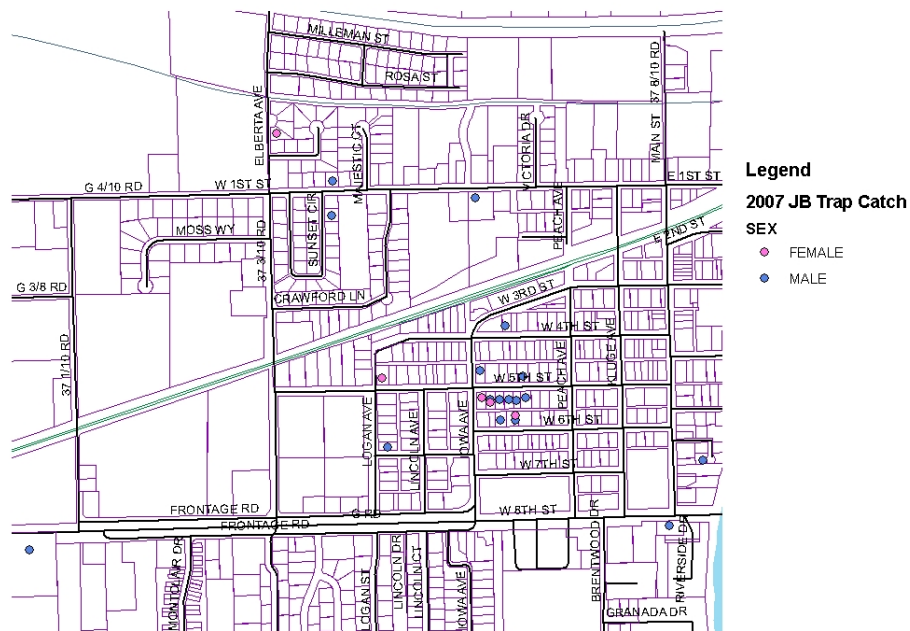 MILLEMAN ST
ROSA ST
37 8/10 RD
MAIN ST
ELBERTA AVE
MAJESTIC CT
VICTORIA DR
E 1ST ST
G 4/10 RD
W 1ST ST
Legend
2007 JB Trap Catch
SEX
FEMALE
MALE
MOSS WY
SUNSET CIR
37 3/10 RD
PEACH AVE
E 2ND ST
G 3/8 RD
CRAWFORD LN
W 3RD ST
W 4TH ST
37 1/10 RD
KLUGE AVE
PEACH AVE
W 5TH ST
LOGAN AVE
LINCOLN AVE
IOWA AVE
W 6TH ST
W 7TH ST
FRONTAGE RD
G RD
W 8TH ST
FRONTAGE RD
MONTCLAIR DR
LOGAN ST
LINCOLN DR
LINCOLN CT
IOWA AVE
BRENTWOOD DR
RIVERSIDE DR
GRANADA DR